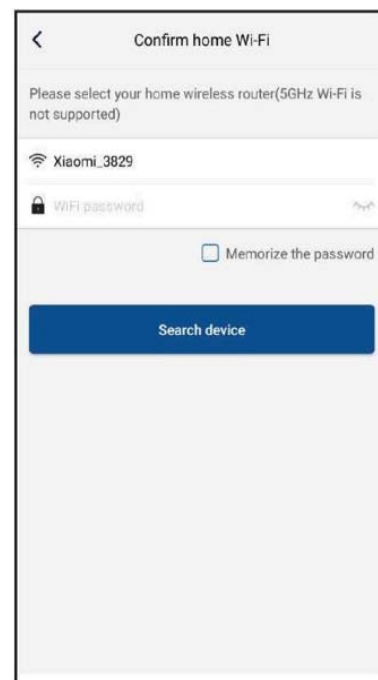 Confirm home Wi-Fi
Please select your home wireless router(5GHz Wi-Fi is
not supported)
Xiaomi_3829
WiFi password
Memorize the password
Search device